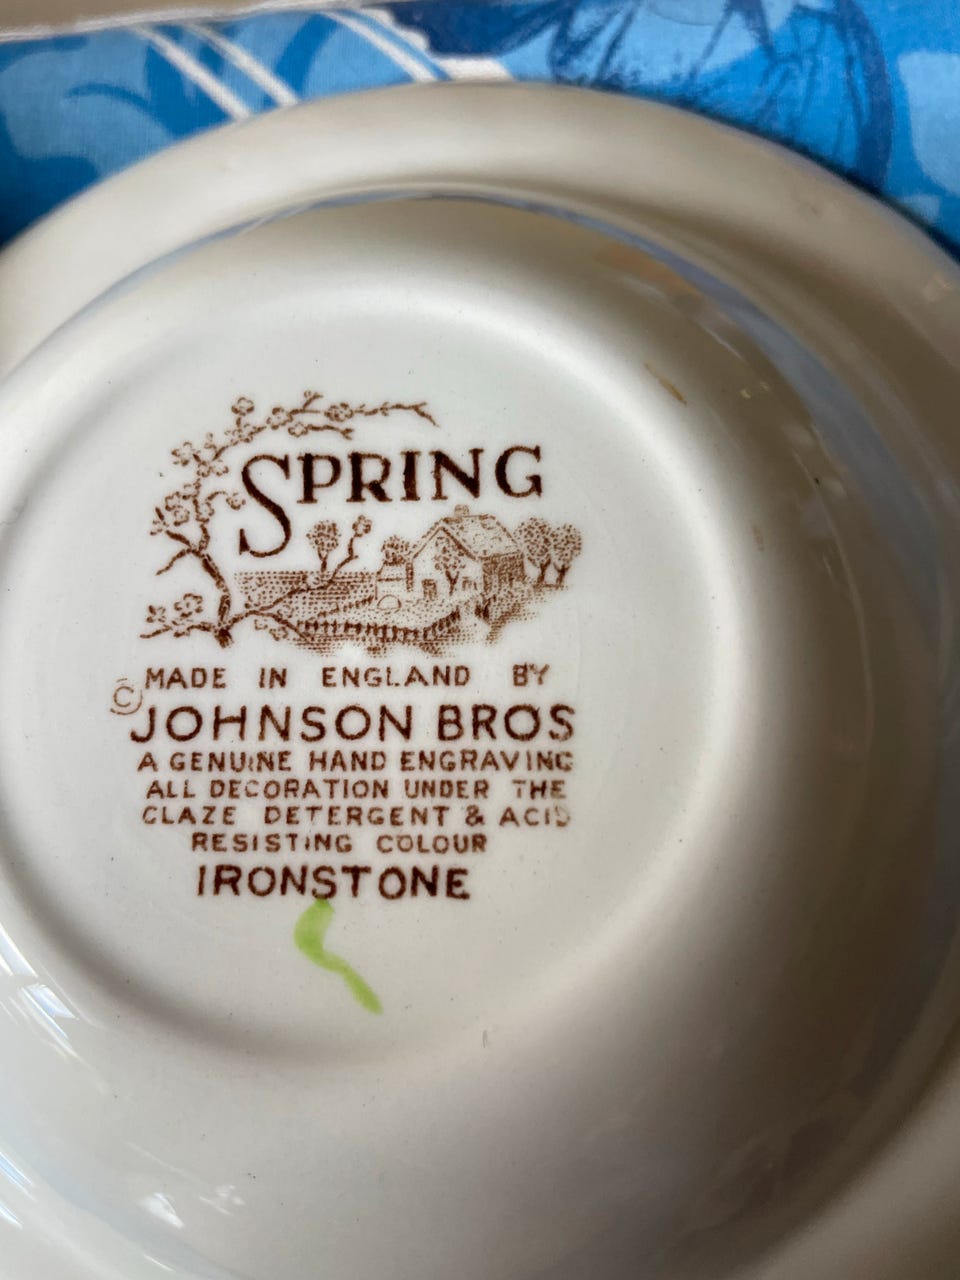 SPRING
MADE IN ENGLAND BY
© JOHNSON BROS
A GENUINE HAND ENGRAVING
ALL DECORATION UNDER THE
GLAZE DETERGENT & ACID
RESISTING COLOUR
IRONSTONE